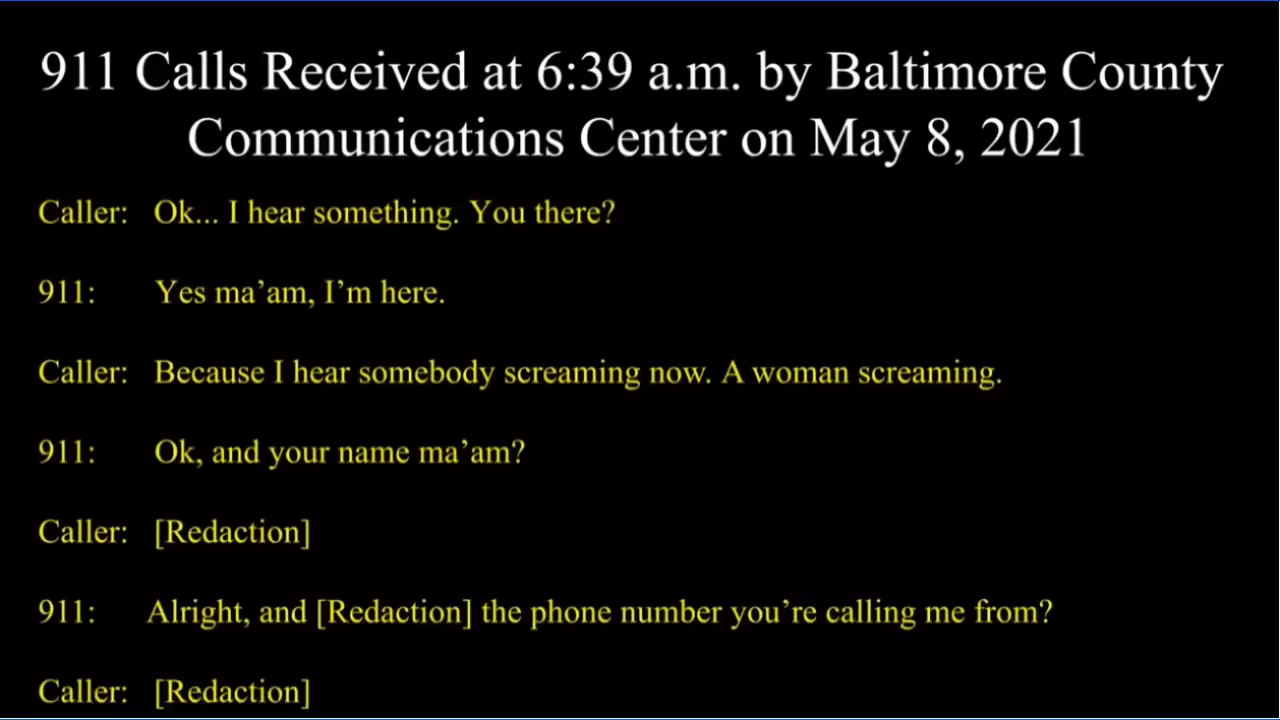 911 Calls Received at 6:39 a.m. by Baltimore County
Communications Center on May 8, 2021
Caller: Ok... I hear something. You there?
911: Yes ma’am, I’m here.
Caller: Because I hear somebody screaming now. A woman screaming.
911: Ok, and your name ma’am?
Caller: [Redaction]
911: Alright, and [Redaction] the phone number you’re calling me from?
Caller: [Redaction]